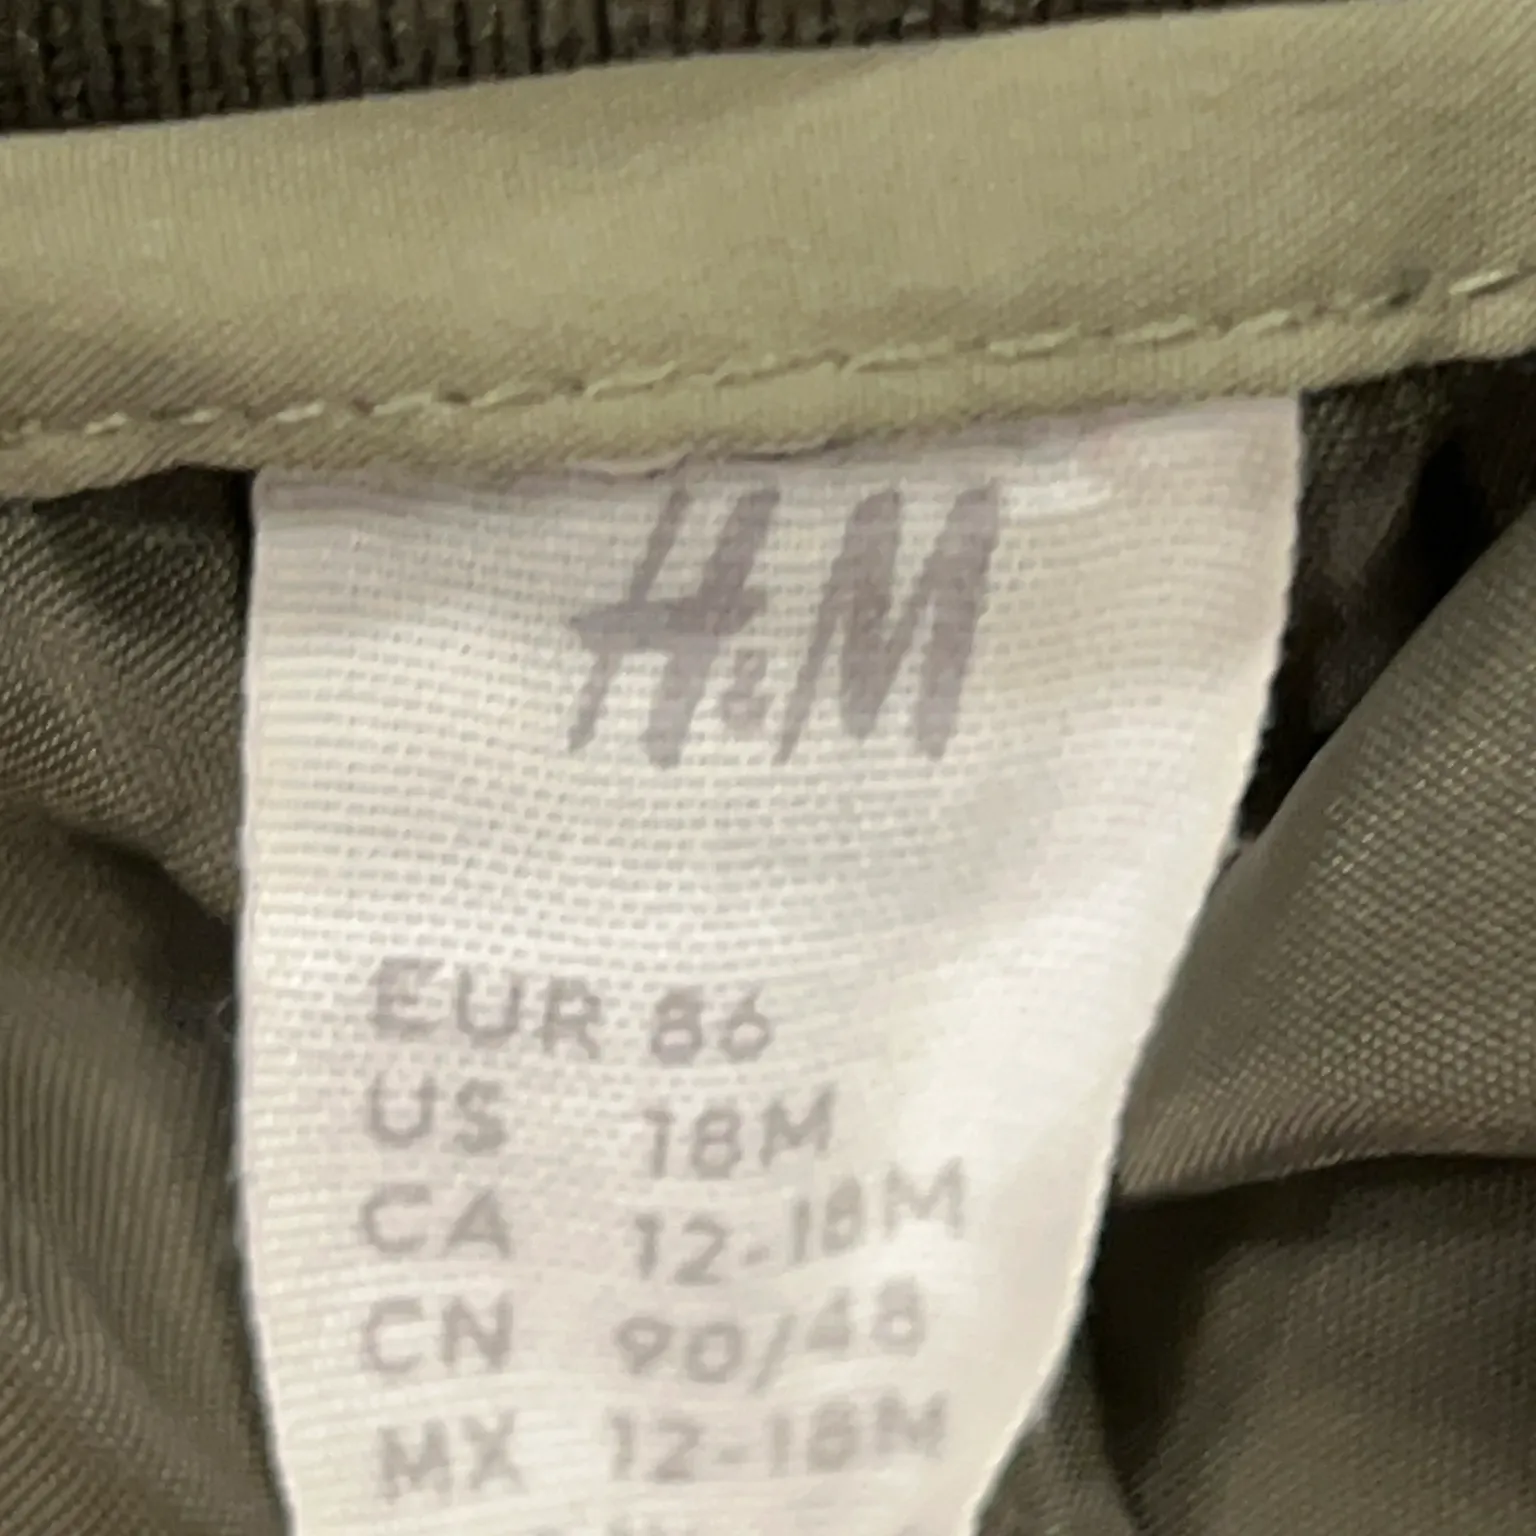 H&M
EUR 86
US 18M
CA 12-18M
CN 90/48
MX 12-18M